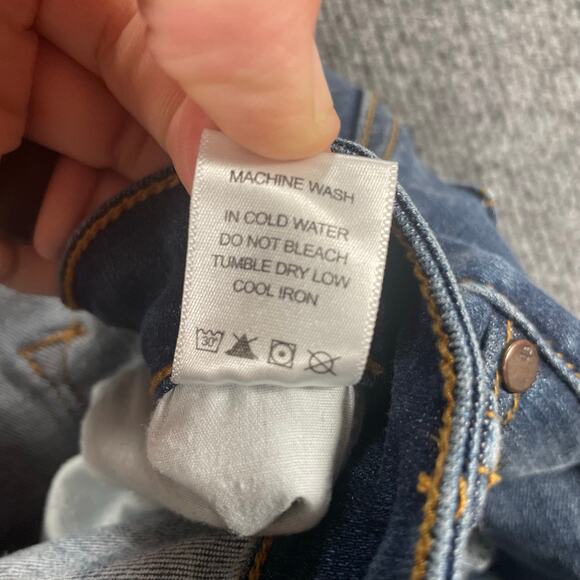 MACHINE WASH
IN COLD WATER
DO NOT BLEACH
TUMBLE DRY LOW
COOL IRON
30°